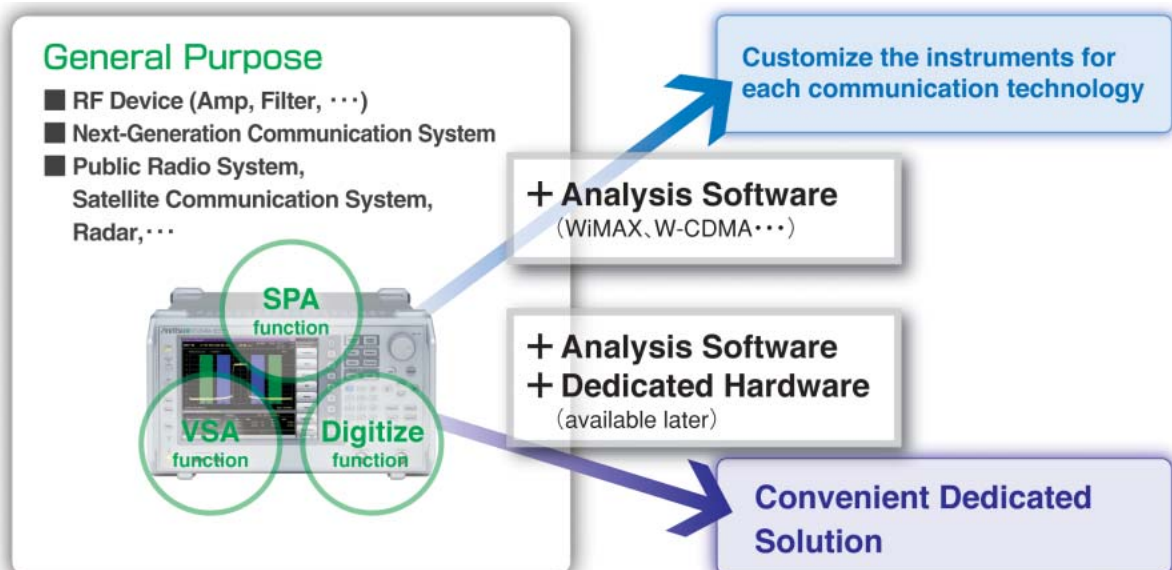 General Purpose
■ RF Device (Amp, Filter, ･･･)
■ Next-Generation Communication System
■ Public Radio System,
Satellite Communication System,
Radar,･･･
SPA
function
VSA
function
Digitize
function
Customize the instruments for
each communication technology
+ Analysis Software
(WiMAX、W-CDMA･･･)
+ Analysis Software
+ Dedicated Hardware
(available later)
Convenient Dedicated
Solution